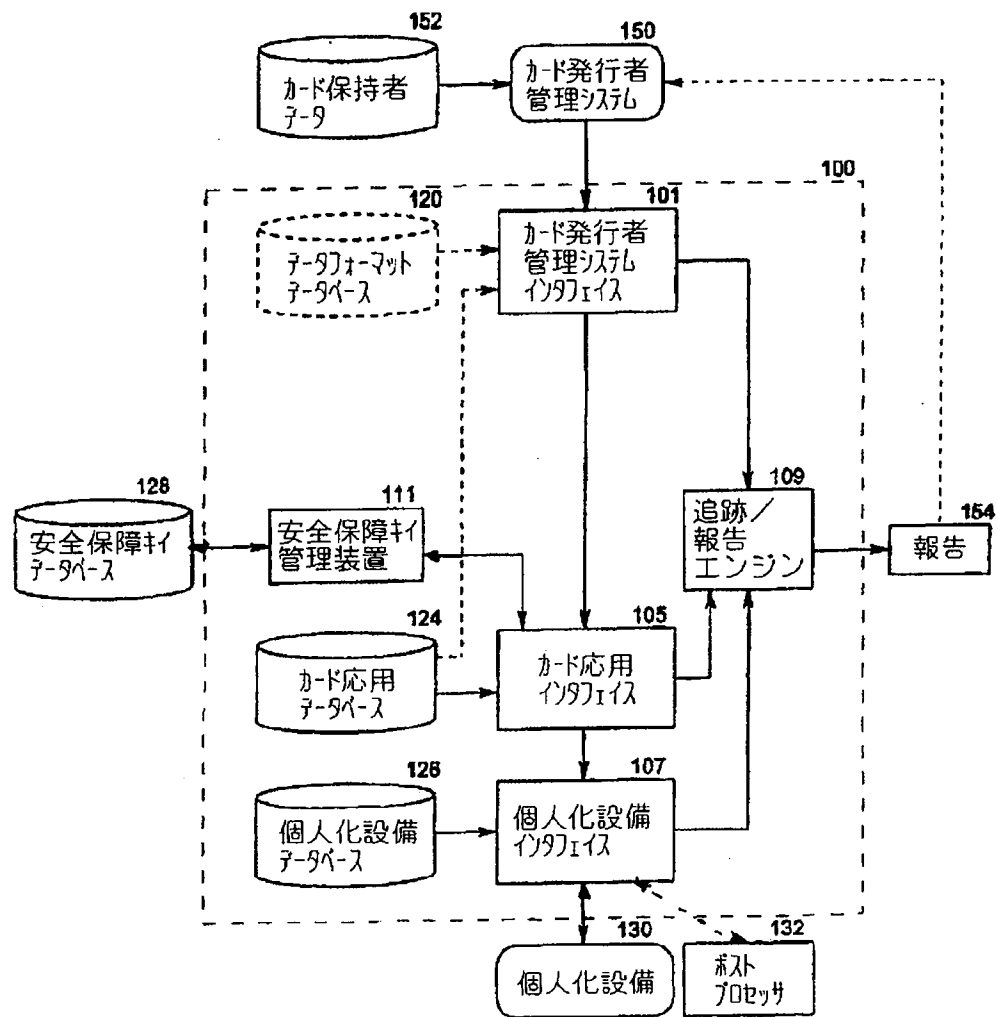 152
カード保持者
データ
150
カード発行者
管理システム
100
120
データフォーマット
データベース
101
カード発行者
管理システム
インタフェイス
128
安全保障キイ
データベース
111
安全保障キイ
管理装置
109
追跡/
報告
エンジン
154
報告
124
カード応用
データベース
105
カード応用
インタフェイス
126
個人化設備
データベース
107
個人化設備
インタフェイス
130
個人化設備
132
ポスト
プロセッサ